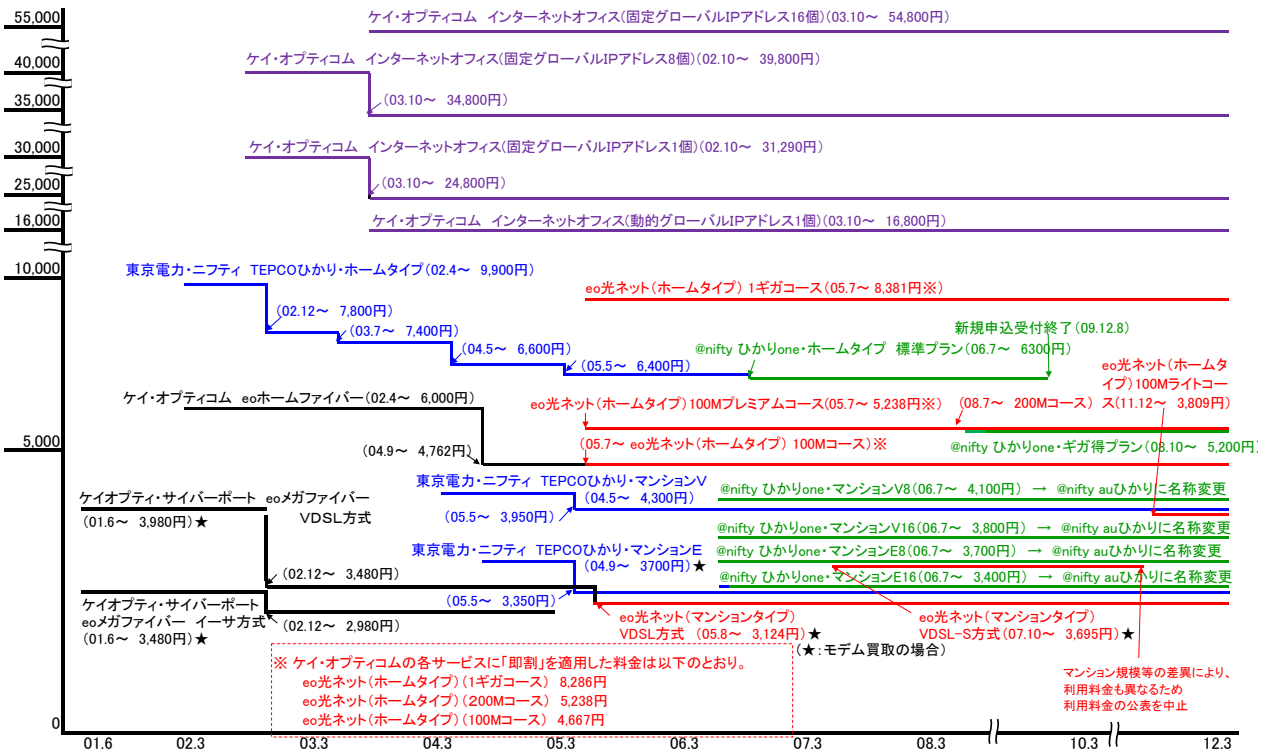 55,000
ケイ・オプティコム インターネットオフィス(固定グローバルIPアドレス16個)(03.10～ 54,800円)
40,000
ケイ・オプティコム インターネットオフィス(固定グローバルIPアドレス8個)(02.10～ 39,800円)
35,000
(03.10～ 34,800円)
30,000
ケイ・オプティコム インターネットオフィス(固定グローバルIPアドレス1個)(02.10～ 31,290円)
25,000
(03.10～ 24,800円)
16,000
ケイ・オプティコム インターネットオフィス(動的グローバルIPアドレス1個)(03.10～ 16,800円)
10,000
東京電力・ニフティ TEPCOひかり・ホームタイプ(02.4～ 9,900円)
eo光ネット(ホームタイプ) 1ギガコース(05.7～ 8,381円※)
(02.12～ 7,800円)
(03.7～ 7,400円)
新規申込受付終了(09.12.8)
(04.5～ 6,600円)
@nifty ひかりone・ホームタイプ 標準プラン(06.7～ 6300円)
(05.5～ 6,400円)
eo光ネット(ホームタ
イプ)100Mライトコー
ス(11.12～ 3,809円)
ケイ・オプティコム eoホームファイバー(02.4～ 6,000円)
eo光ネット(ホームタイプ)100Mプレミアムコース(05.7～ 5,238円※)
(08.7～ 200Mコース)
5,000
(04.9～ 4,762円)
(05.7～ eo光ネット(ホームタイプ) 100Mコース)※
@nifty ひかりone・ギガ得プラン(08.10～ 5,200円)
東京電力・ニフティ TEPCOひかり・マンションV
(04.5～ 4,300円)
@nifty ひかりone・マンションV8(06.7～ 4,100円) → @nifty auひかりに名称変更
ケイオプティ・サイバーポート eoメガファイバー
VDSL方式
(01.6～ 3,980円)★
(05.5～ 3,950円)
@nifty ひかりone・マンションV16(06.7～ 3,800円) → @nifty auひかりに名称変更
東京電力・ニフティ TEPCOひかり・マンションE
(04.9～ 3700円)★
@nifty ひかりone・マンションE8(06.7～ 3,700円) → @nifty auひかりに名称変更
(02.12～ 3,480円)
@nifty ひかりone・マンションE16(06.7～ 3,400円) → @nifty auひかりに名称変更
(05.5～ 3,350円)
ケイオプティ・サイバーポート
eoメガファイバー イーサ方式
(01.6～ 3,480円)★
(02.12～ 2,980円)
eo光ネット(マンションタイプ)
VDSL方式 (05.8～ 3,124円)★
eo光ネット(マンションタイプ)
VDSL-S方式(07.10～ 3,695円)★
(★:モデム買取の場合)
※ ケイ・オプティコムの各サービスに「即割」を適用した料金は以下のとおり。
eo光ネット(ホームタイプ)(1ギガコース) 8,286円
eo光ネット(ホームタイプ)(200Mコース) 5,238円
eo光ネット(ホームタイプ)(100Mコース) 4,667円
マンション規模等の差異により、
利用料金も異なるため
利用料金の公表を中止
0
01.6 02.3 03.3 04.3 05.3 06.3 07.3 08.3 10.3 12.3